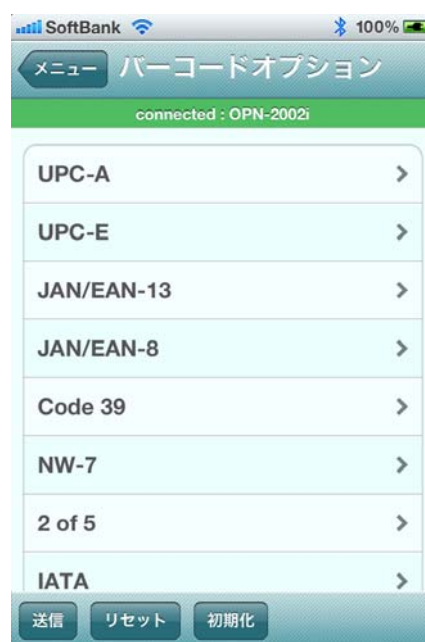 SoftBank 100%
メニュー バーコードオプション
connected : OPN-2002i
UPC-A
UPC-E
JAN/EAN-13
JAN/EAN-8
Code 39
NW-7
2 of 5
IATA
送信 リセット 初期化